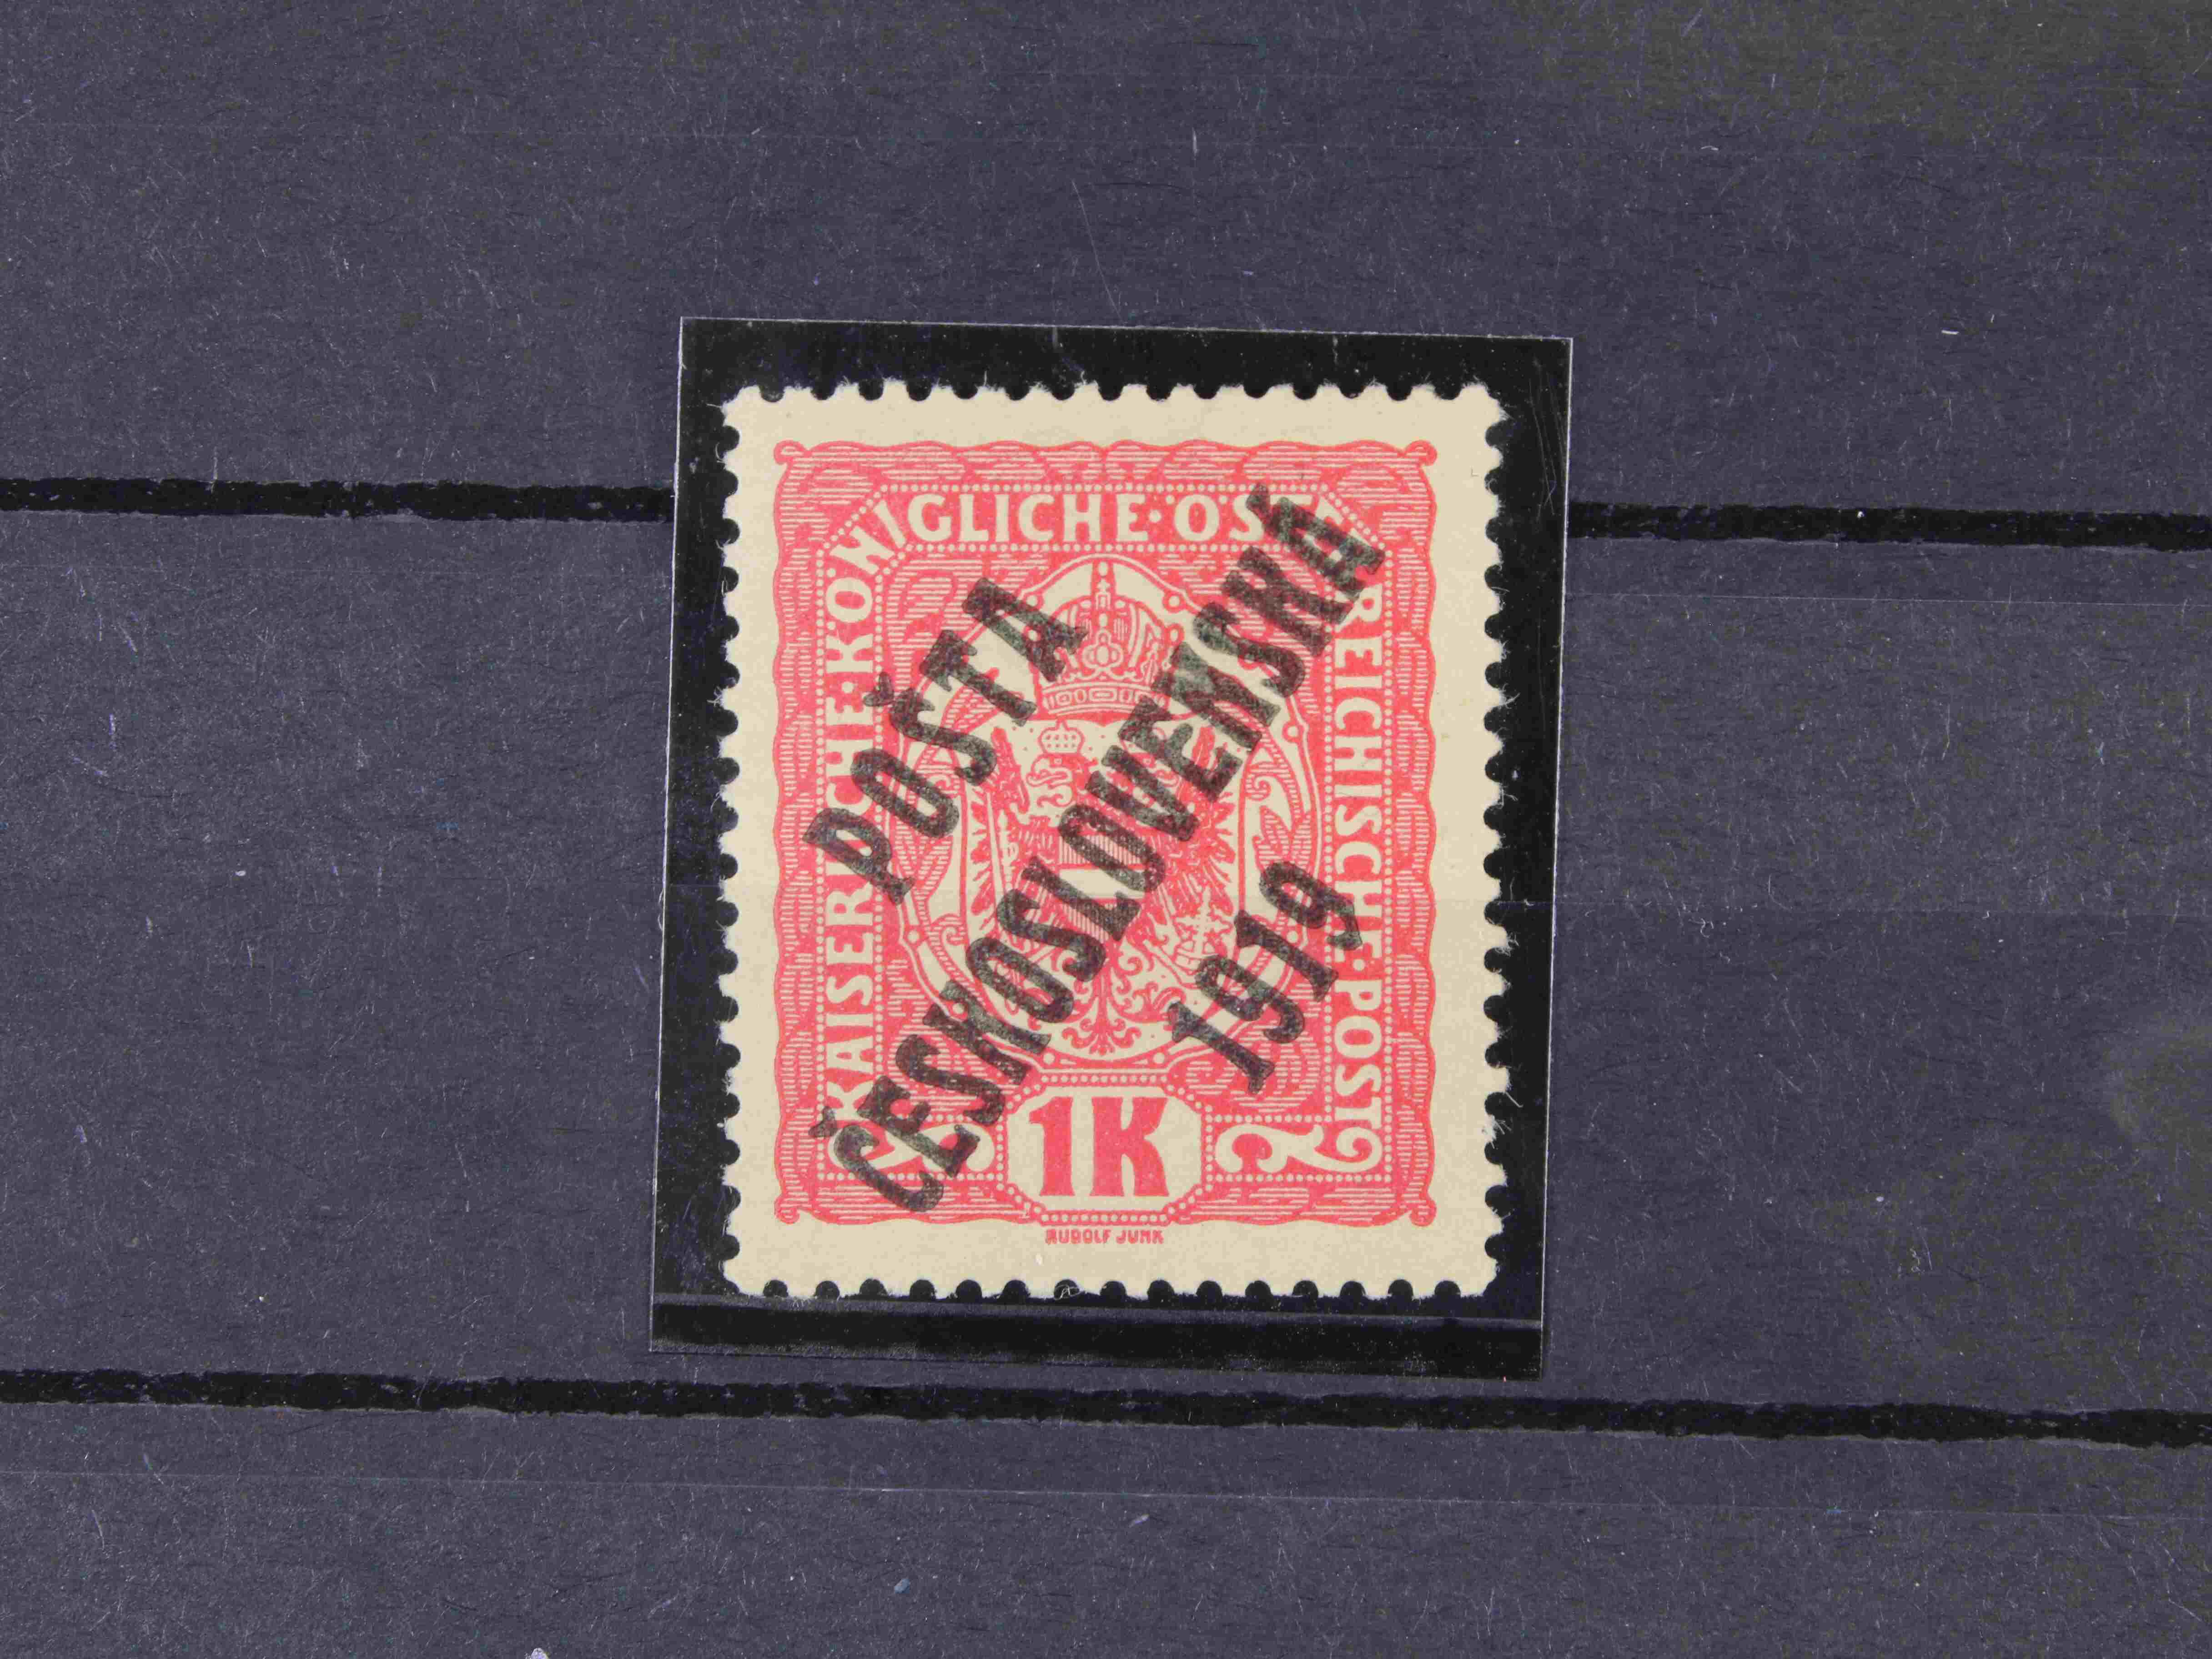 KAISERLICHE·KÖNIGLICHE·ÖSTERREICHISCHE·POST
POŠTA
ČESKOSLOVENSKÁ
1919
1K
RUDOLF JUNK